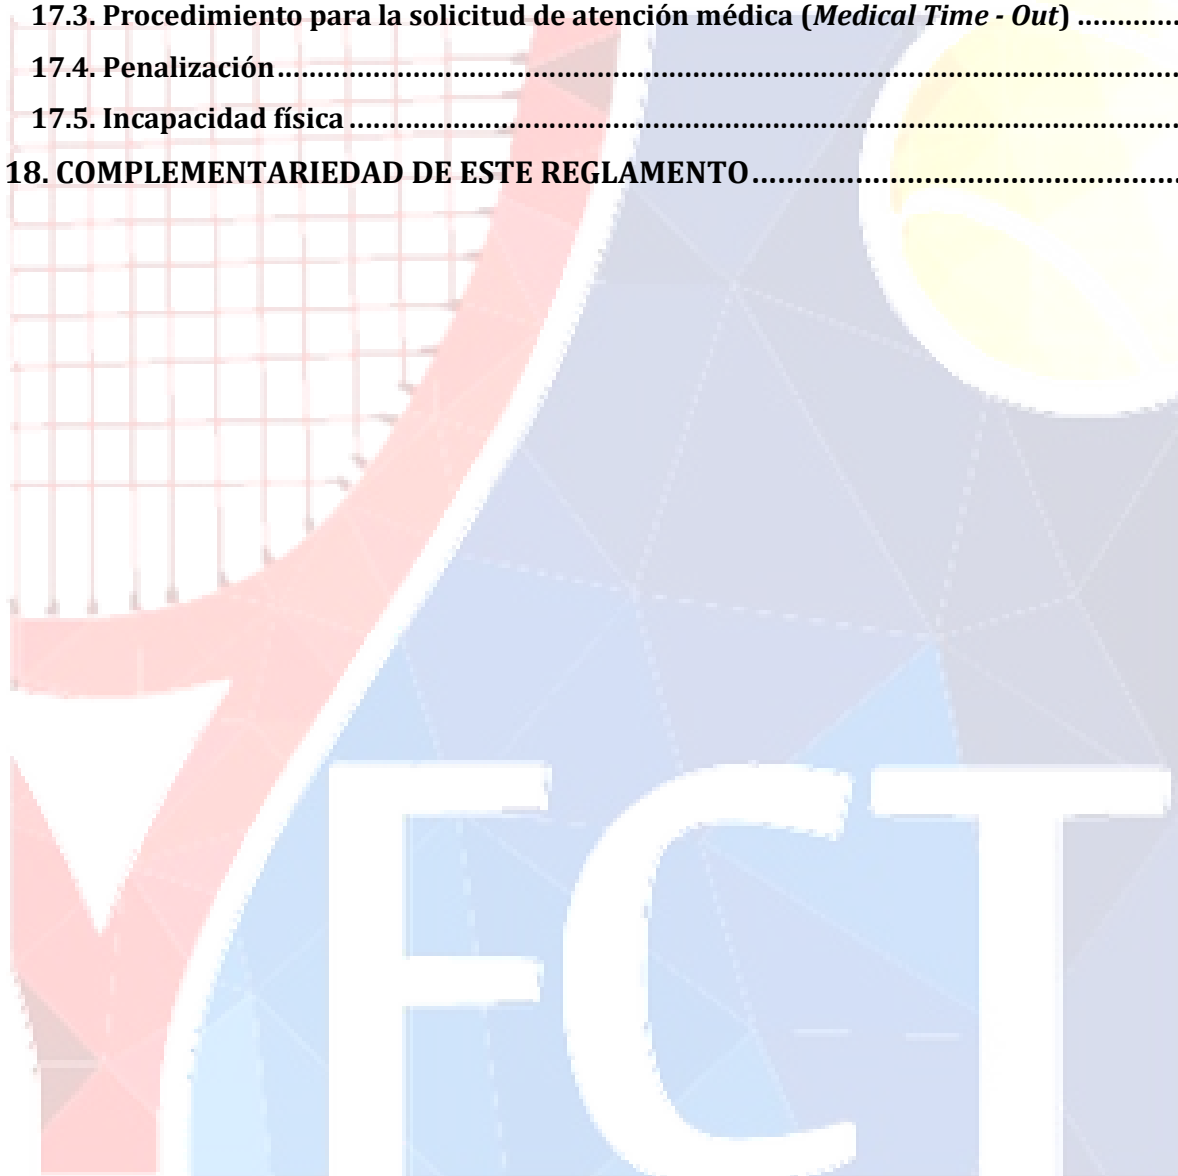 17.3. Procedimiento para la solicitud de atención médica (Medical Time - Out) ............
17.4. Penalización........................................................................................................
17.5. Incapacidad física................................................................................................
18. COMPLEMENTARIEDAD DE ESTE REGLAMENTO.................................................
FCT